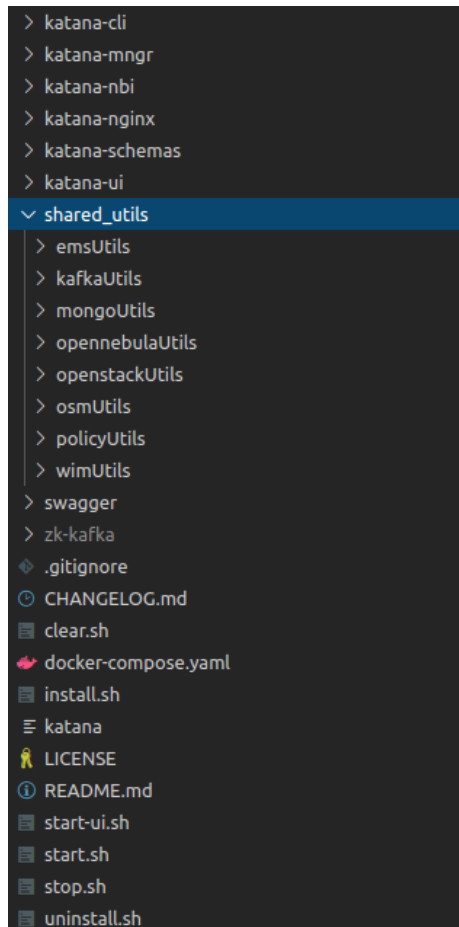 katana-cli
katana-mngr
katana-nbi
katana-nginx
katana-schemas
katana-ui
shared_utils
emsUtils
kafkaUtils
mongoUtils
opennebulaUtils
openstackUtils
osmUtils
policyUtils
wimUtils
swagger
zk-kafka
.gitignore
CHANGELOG.md
clear.sh
docker-compose.yaml
install.sh
katana
LICENSE
README.md
start-ui.sh
start.sh
stop.sh
uninstall.sh